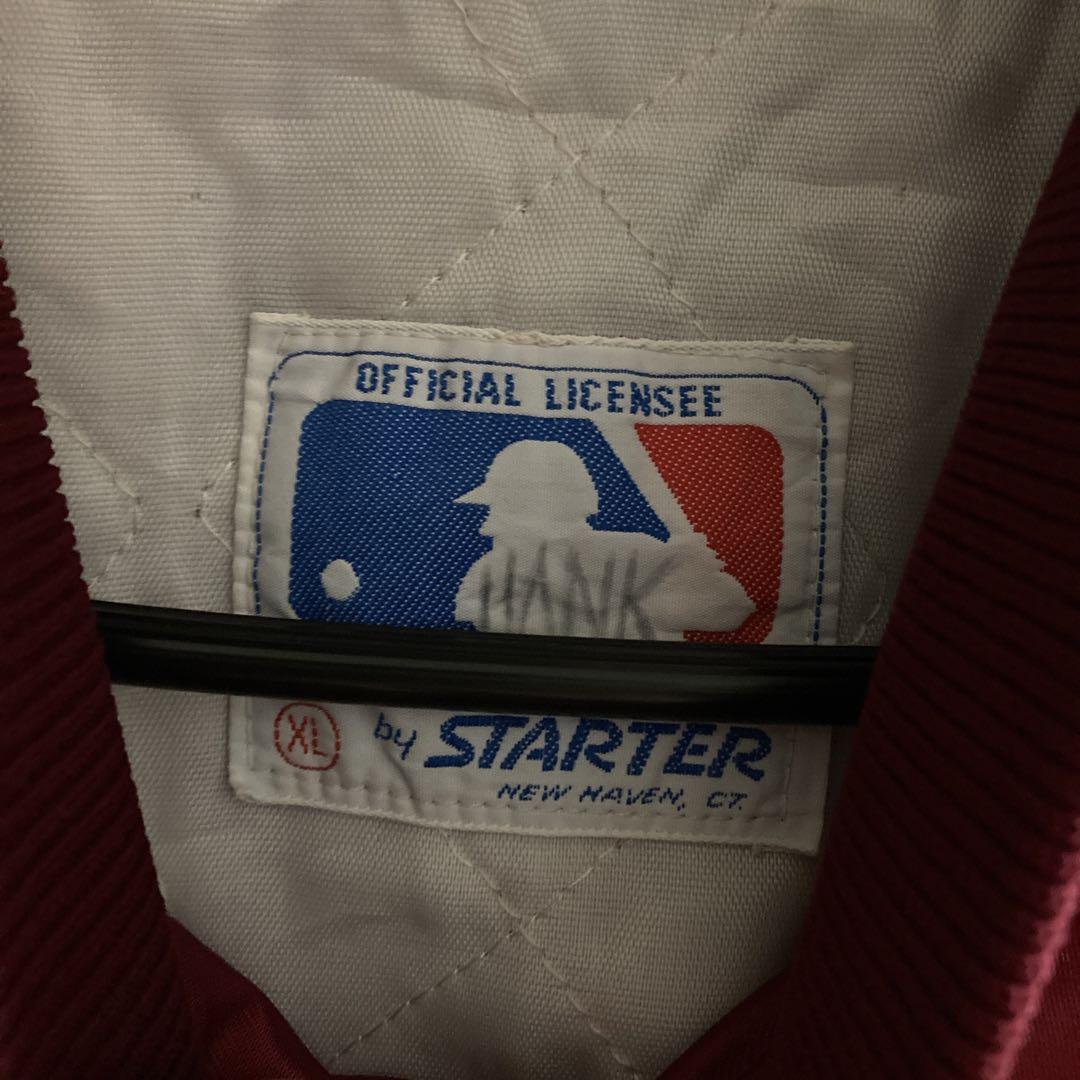 OFFICIAL LICENSEE
HANK
XL by STARTER
NEW HAVEN, CT.